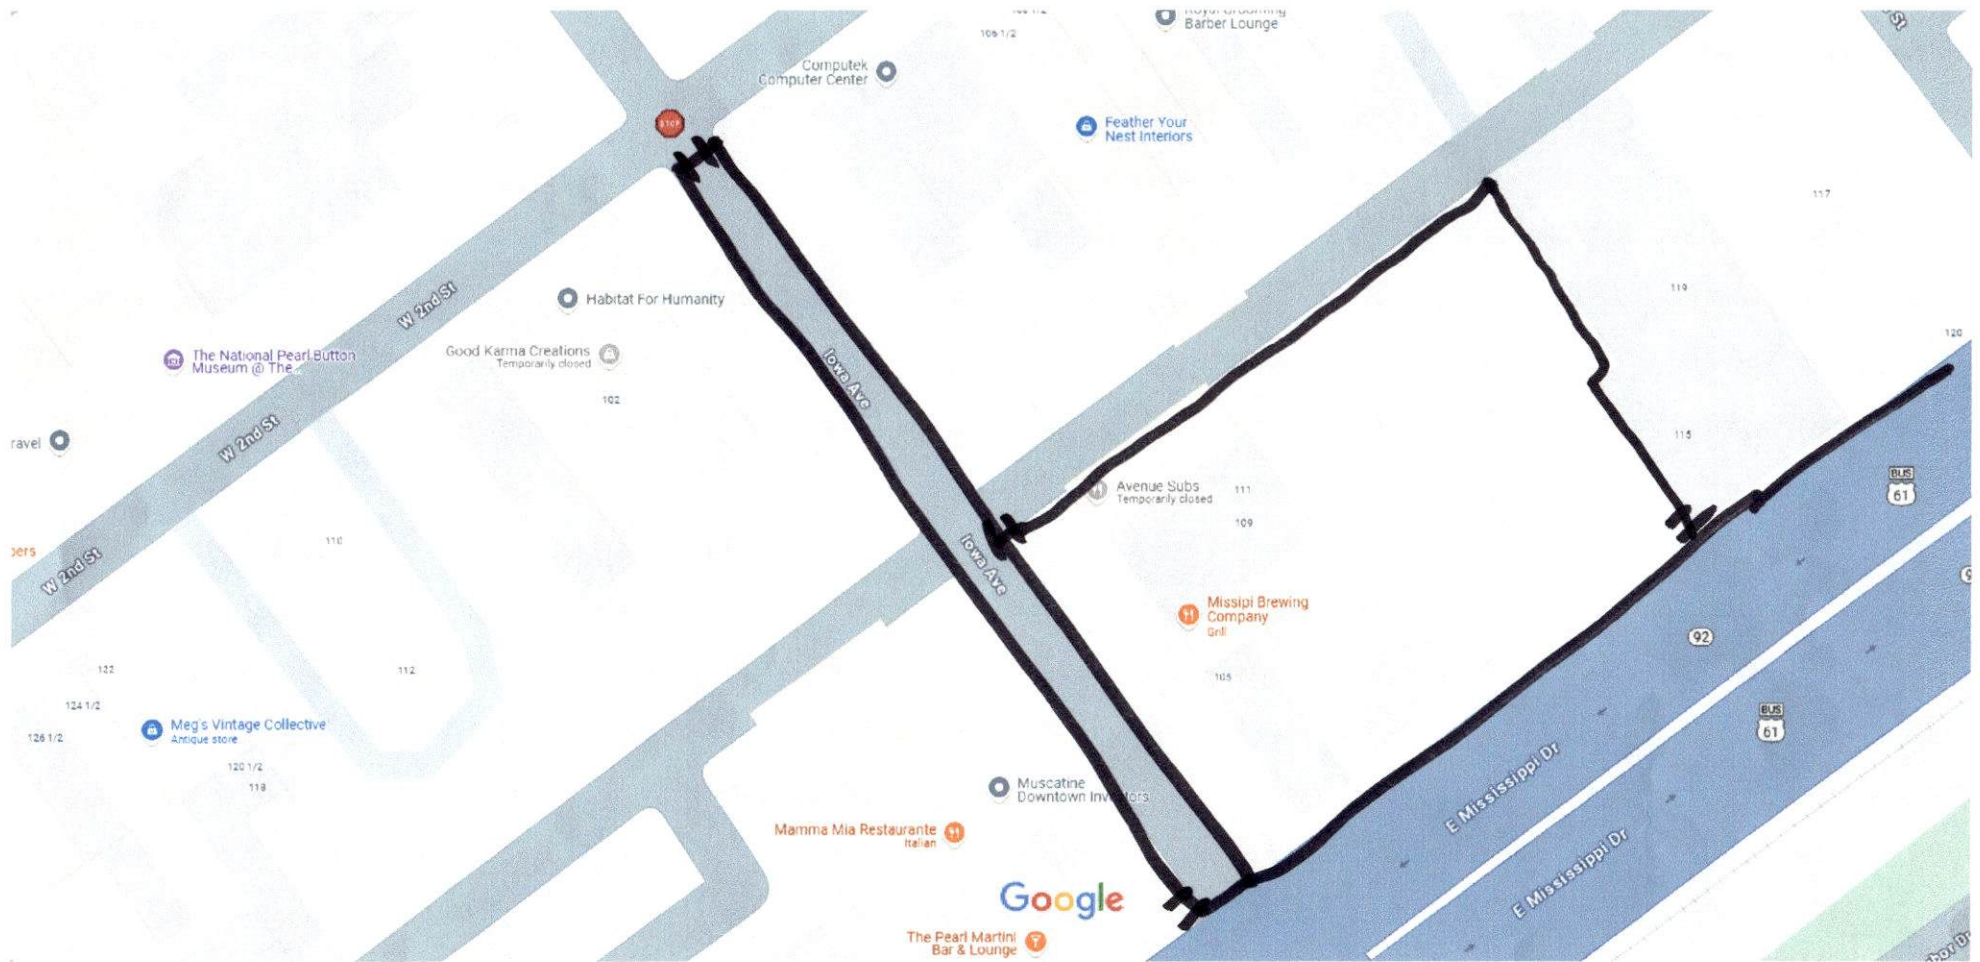 Barber Lounge
106 1/2
Computek
Computer Center
STOP
Feather Your
Nest Interiors
117
W 2nd St
Habitat For Humanity
119
The National Pearl Button
Museum @ The...
Good Karma Creations
Temporarily closed
Iowa Ave
120
102
W 2nd St
ravel
115
BUS
61
Avenue Subs
Temporarily closed
111
109
110
W 2nd St
Iowa Ave
Missipi Brewing
Company
Grill
92
122
112
105
124 1/2
126 1/2
Meg's Vintage Collective
Antique store
BUS
61
120 1/2
118
Muscatine
Downtown Investors
E Mississippi Dr
Mamma Mia Restaurante
Italian
E Mississippi Dr
Google
The Pearl Martini
Bar & Lounge